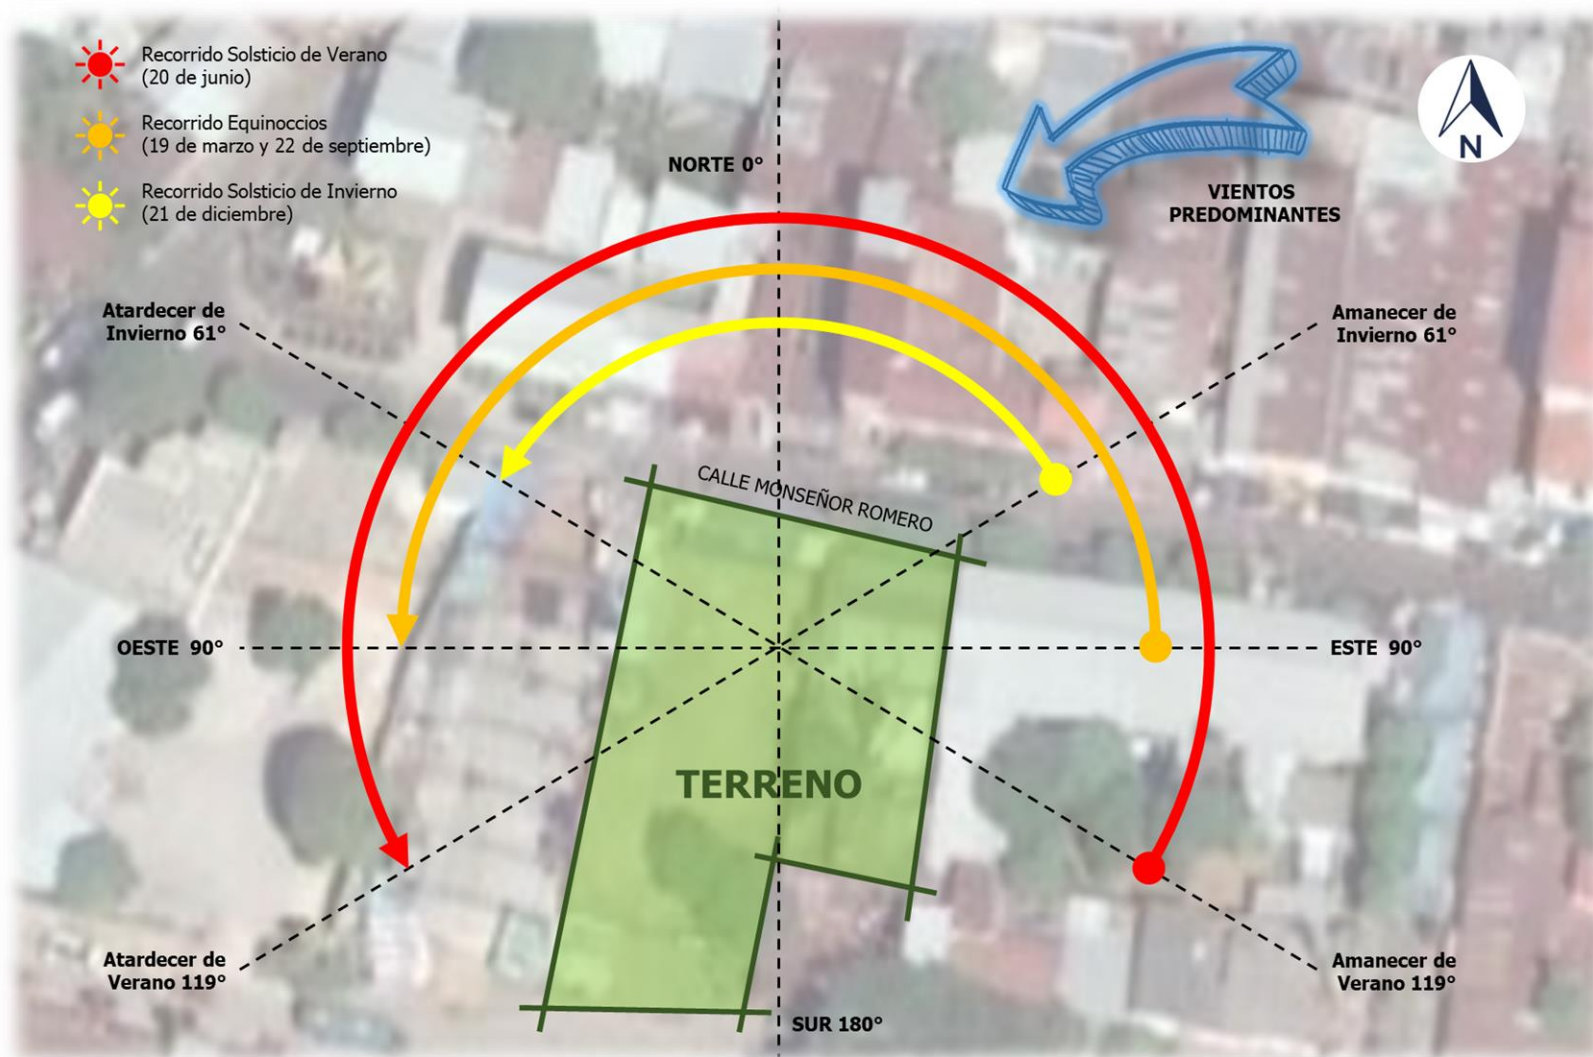 Recorrido Solsticio de Verano
(20 de junio)
Recorrido Equinoccios
(19 de marzo y 22 de septiembre)
Recorrido Solsticio de Invierno
(21 de diciembre)
NORTE 0°
VIENTOS
PREDOMINANTES
N
Atardecer de
Invierno 61°
Amanecer de
Invierno 61°
CALLE MONSEÑOR ROMERO
OESTE 90°
ESTE 90°
TERRENO
Atardecer de
Verano 119°
Amanecer de
Verano 119°
SUR 180°